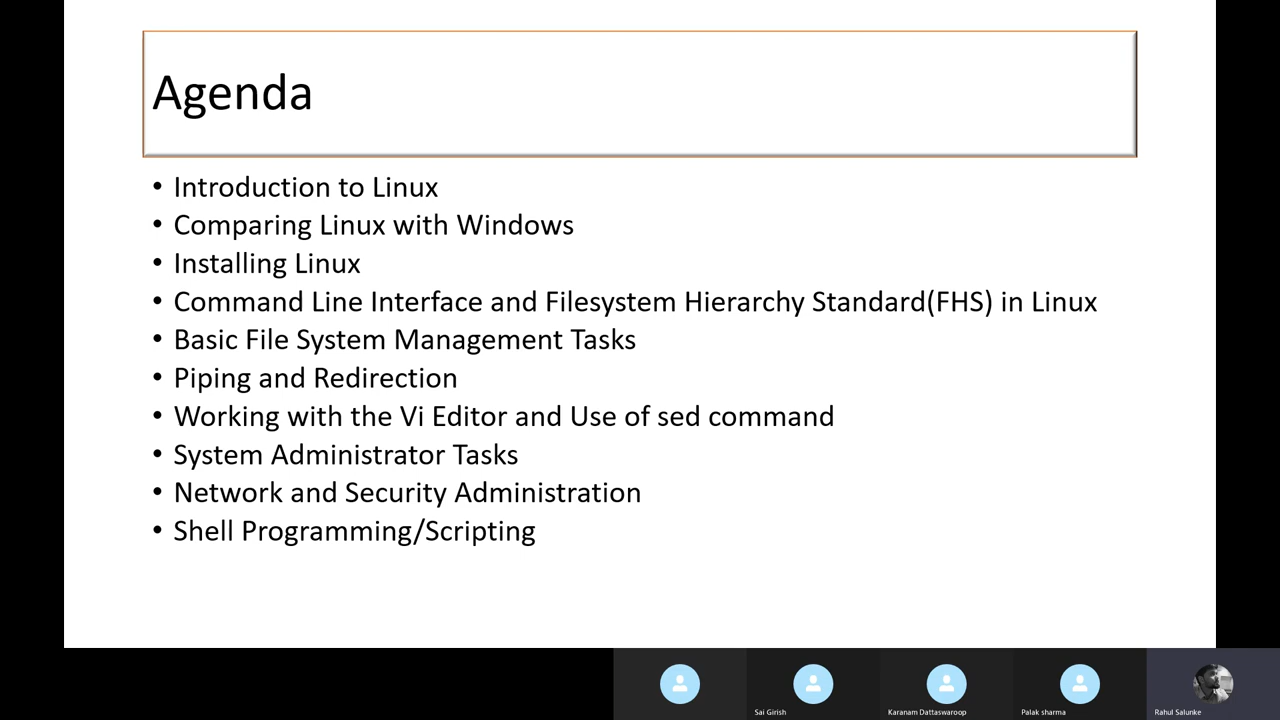 Agenda
• Introduction to Linux
• Comparing Linux with Windows
• Installing Linux
• Command Line Interface and Filesystem Hierarchy Standard(FHS) in Linux
• Basic File System Management Tasks
• Piping and Redirection
• Working with the Vi Editor and Use of sed command
• System Administrator Tasks
• Network and Security Administration
• Shell Programming/Scripting
Sai Girish
Karanam Dattaswaroop
Palak sharma
Rahul Salunke